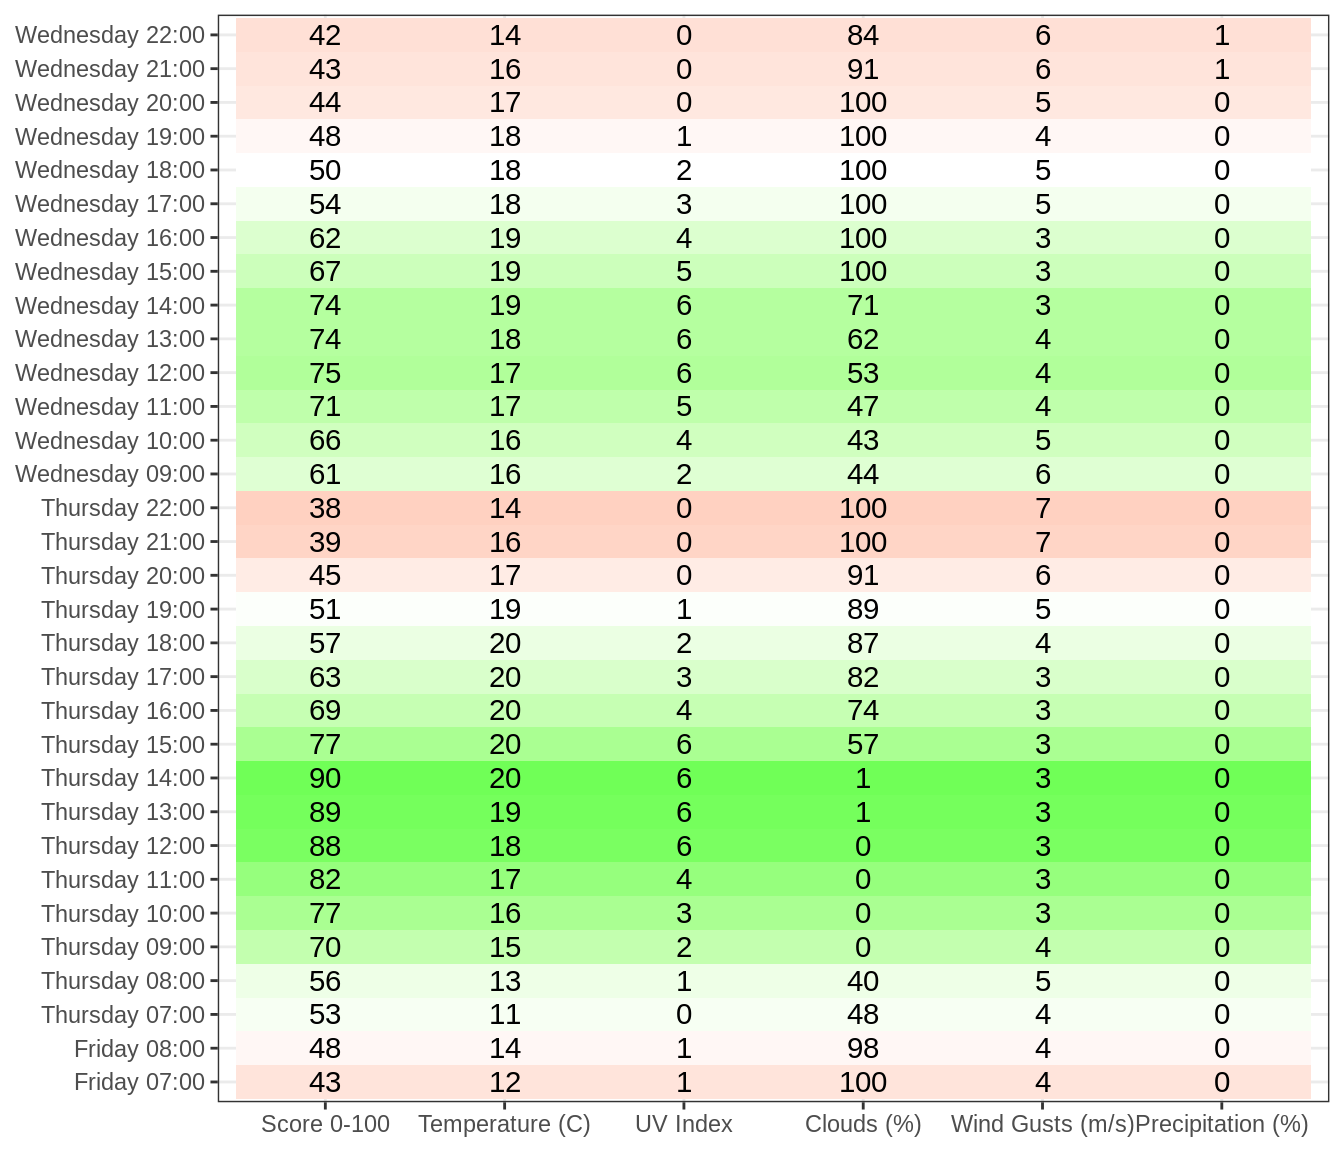 Wednesday 22:00 42 14 0 84 6 1
Wednesday 21:00 43 16 0 91 6 1
Wednesday 20:00 44 17 0 100 5 0
Wednesday 19:00 48 18 1 100 4 0
Wednesday 18:00 50 18 2 100 5 0
Wednesday 17:00 54 18 3 100 5 0
Wednesday 16:00 62 19 4 100 3 0
Wednesday 15:00 67 19 5 100 3 0
Wednesday 14:00 74 19 6 71 3 0
Wednesday 13:00 74 18 6 62 4 0
Wednesday 12:00 75 17 6 53 4 0
Wednesday 11:00 71 17 5 47 4 0
Wednesday 10:00 66 16 4 43 5 0
Wednesday 09:00 61 16 2 44 6 0
Thursday 22:00 38 14 0 100 7 0
Thursday 21:00 39 16 0 100 7 0
Thursday 20:00 45 17 0 91 6 0
Thursday 19:00 51 19 1 89 5 0
Thursday 18:00 57 20 2 87 4 0
Thursday 17:00 63 20 3 82 3 0
Thursday 16:00 69 20 4 74 3 0
Thursday 15:00 77 20 6 57 3 0
Thursday 14:00 90 20 6 1 3 0
Thursday 13:00 89 19 6 1 3 0
Thursday 12:00 88 18 6 0 3 0
Thursday 11:00 82 17 4 0 3 0
Thursday 10:00 77 16 3 0 3 0
Thursday 09:00 70 15 2 0 4 0
Thursday 08:00 56 13 1 40 5 0
Thursday 07:00 53 11 0 48 4 0
Friday 08:00 48 14 1 98 4 0
Friday 07:00 43 12 1 100 4 0
Score 0-100 Temperature (C) UV Index Clouds (%) Wind Gusts (m/s) Precipitation (%)